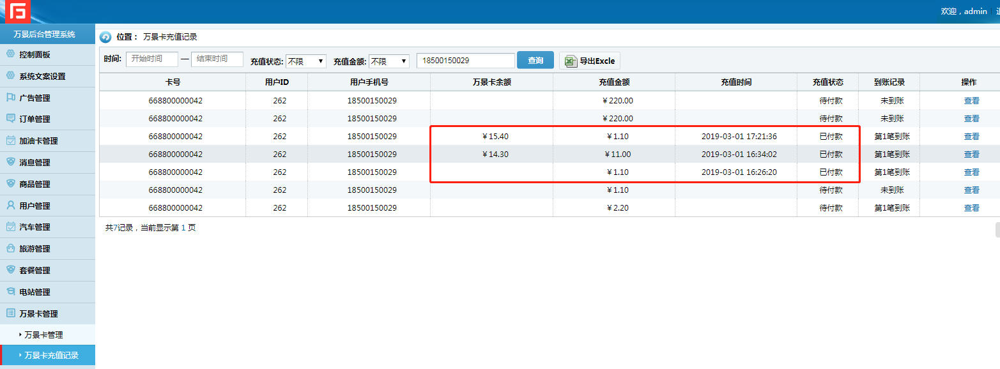 欢迎，admin
万景后台管理系统
控制面板
系统文案设置
广告管理
订单管理
加油卡管理
消息管理
商品管理
用户管理
汽车管理
旅游管理
套餐管理
电站管理
万景卡管理
万景卡管理
万景卡充值记录
位置： 万景卡充值记录
时间: 开始时间 — 结束时间 充值状态: 不限 充值金额: 不限 18500150029 查询 导出Excle
卡号 用户ID 用户手机号 万景卡余额 充值金额 充值时间 充值状态 到账记录 操作
668800000042 262 18500150029 ￥220.00 待付款 未到账 查看
668800000042 262 18500150029 ￥220.00 待付款 未到账 查看
668800000042 262 18500150029 ￥15.40 ￥1.10 2019-03-01 17:21:36 已付款 第1笔到账 查看
668800000042 262 18500150029 ￥14.30 ￥11.00 2019-03-01 16:34:02 已付款 第1笔到账 查看
668800000042 262 18500150029 ￥1.10 2019-03-01 16:26:20 已付款 第1笔到账 查看
668800000042 262 18500150029 ￥1.10 待付款 未到账 查看
668800000042 262 18500150029 ￥2.20 待付款 第1笔到账 查看
共7记录，当前显示第 1 页